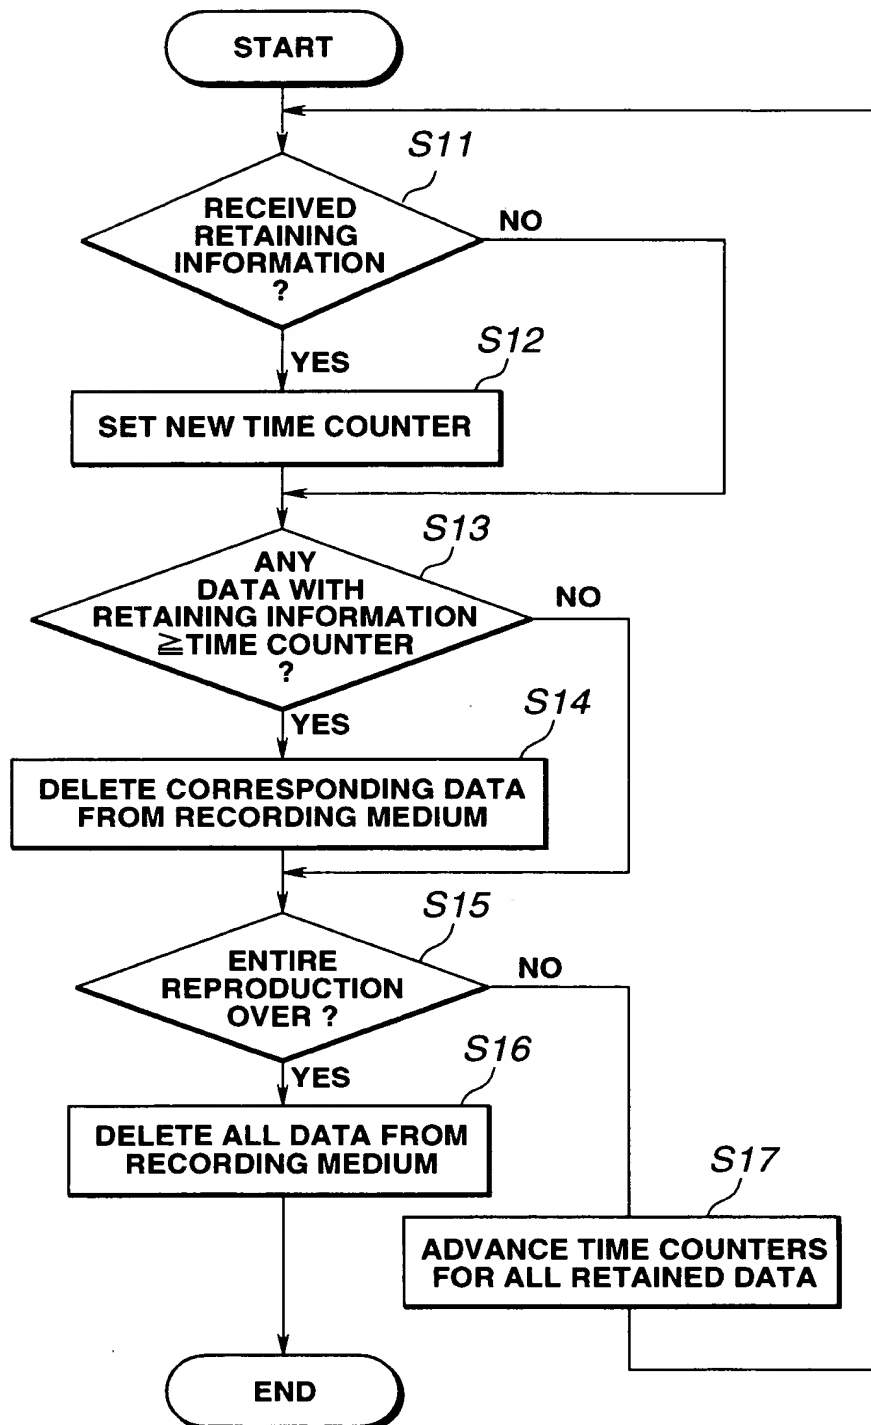 START
S11
RECEIVED
RETAINING
INFORMATION
?
NO
YES
S12
SET NEW TIME COUNTER
S13
ANY
DATA WITH
RETAINING INFORMATION
≧TIME COUNTER
?
NO
YES
S14
DELETE CORRESPONDING DATA
FROM RECORDING MEDIUM
S15
ENTIRE
REPRODUCTION
OVER ?
NO
YES
S16
DELETE ALL DATA FROM
RECORDING MEDIUM
S17
ADVANCE TIME COUNTERS
FOR ALL RETAINED DATA
END